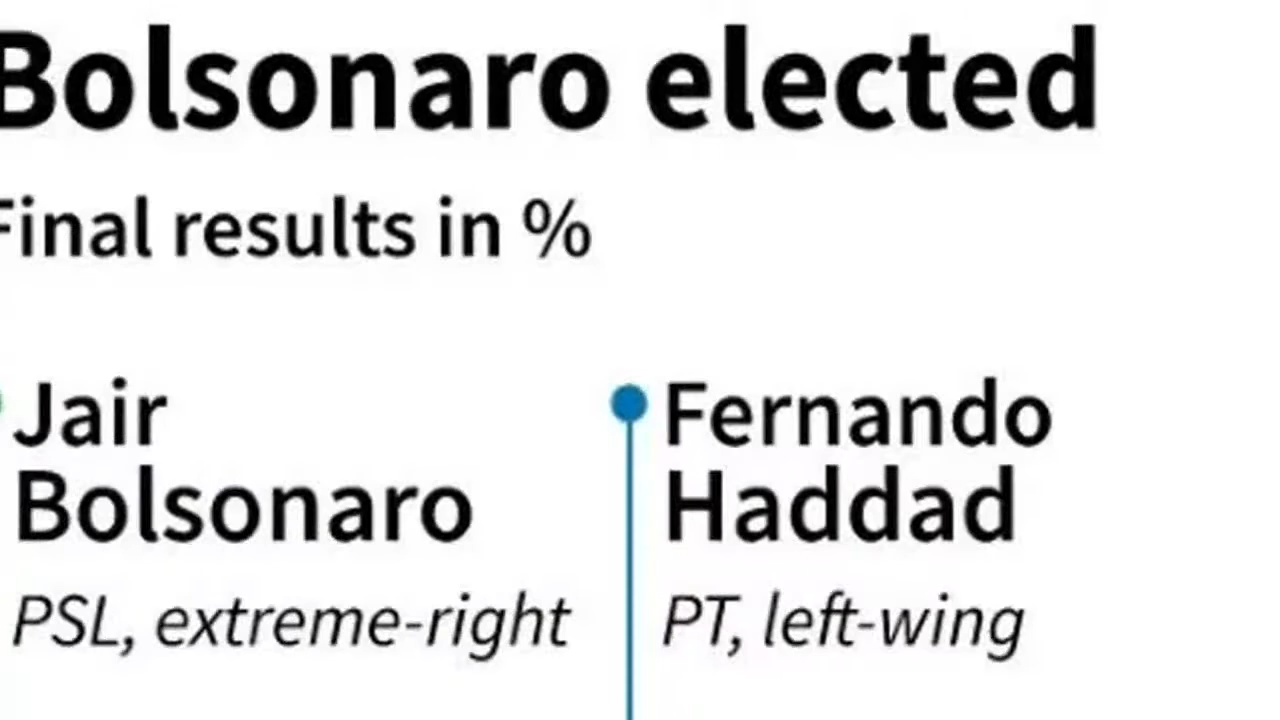 Bolsonaro elected
Final results in %
Jair
Bolsonaro
PSL, extreme-right
Fernando
Haddad
PT, left-wing